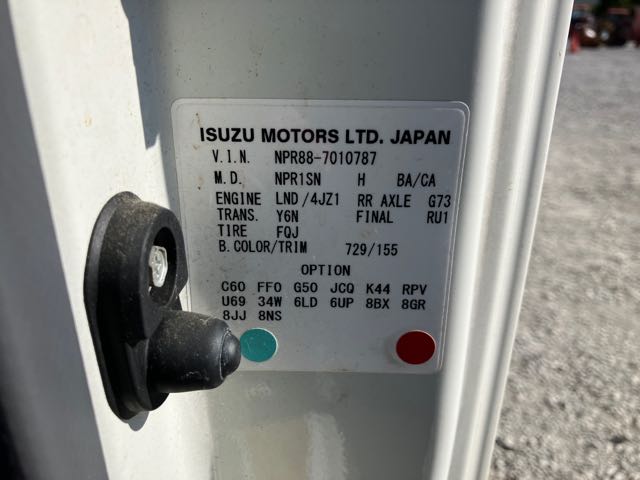 ISUZU MOTORS LTD. JAPAN
V.I.N. NPR88-7010787
M.D. NPR1SN H BA/CA
ENGINE LND/4JZ1 RR AXLE G73
TRANS. Y6N FINAL RU1
TIRE FQJ
B.COLOR/TRIM 729/155
OPTION
C60 FF0 G50 JCQ K44 RPV
U69 34W 6LD 6UP 8BX 8GR
8JJ 8NS